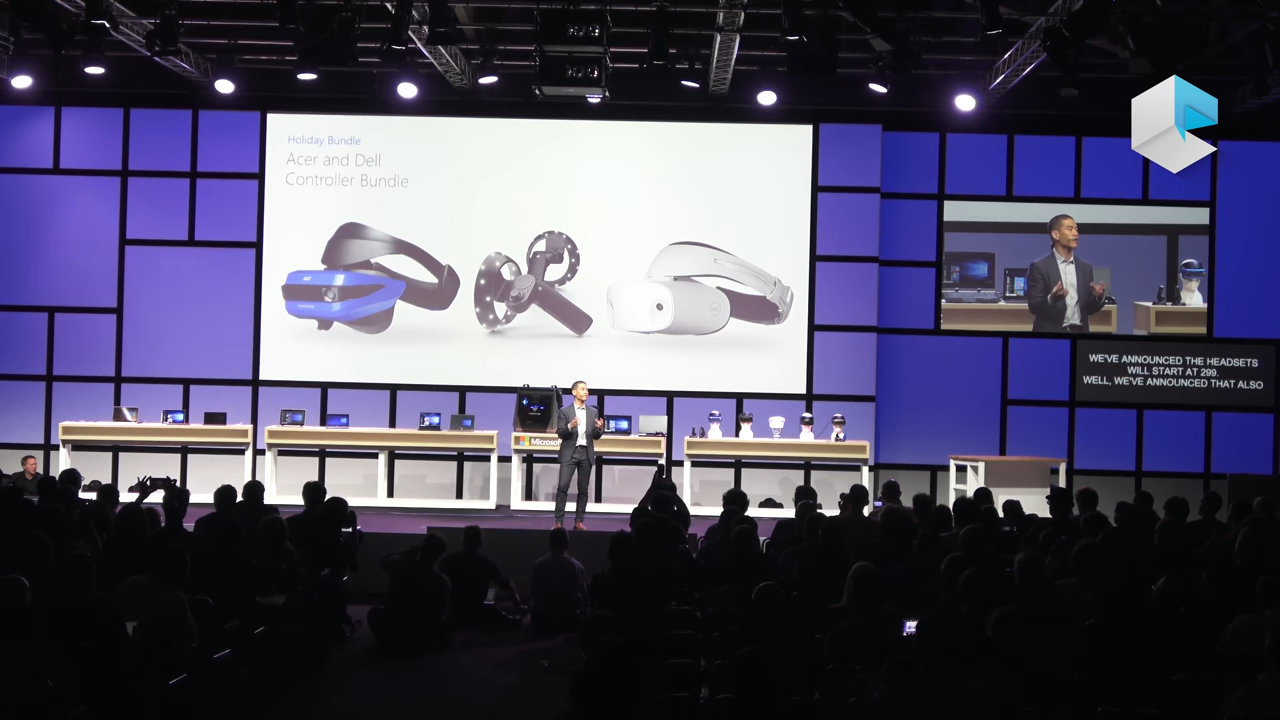 Holiday Bundle
Acer and Dell
Controller Bundle
WE'VE ANNOUNCED THE HEADSETS
WILL START AT 299.
WELL, WE'VE ANNOUNCED THAT ALSO
Microsoft